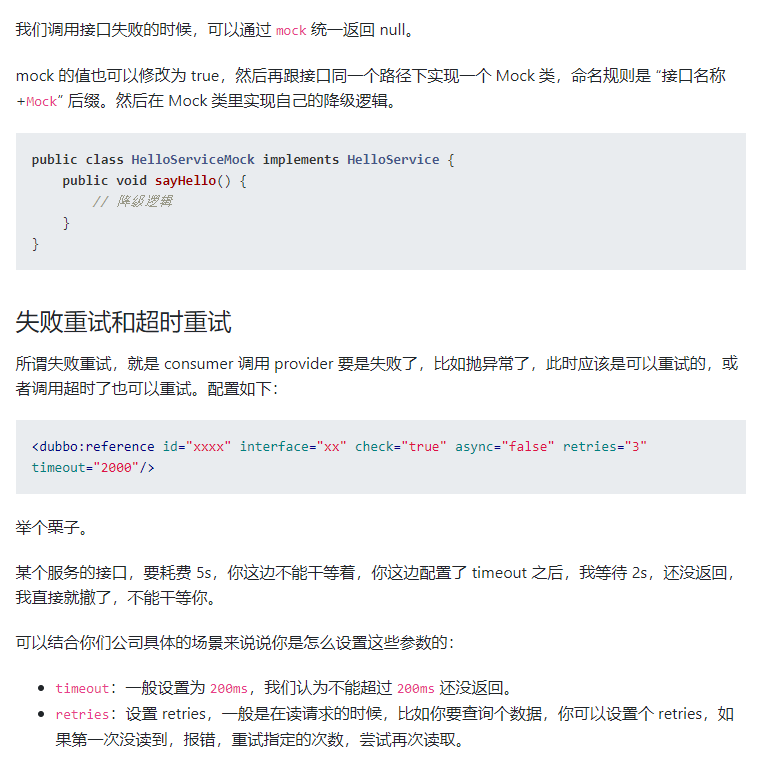 我们调用接口失败的时候，可以通过 mock 统一返回 null。
mock 的值也可以修改为 true，然后再跟接口同一个路径下实现一个 Mock 类，命名规则是 “接口名称
+Mock” 后缀。然后在 Mock 类里实现自己的降级逻辑。
public class HelloServiceMock implements HelloService {
    public void sayHello() {
        // 降级逻辑
    }
}
失败重试和超时重试
所谓失败重试，就是 consumer 调用 provider 要是失败了，比如抛异常了，此时应该是可以重试的，或
者调用超时了也可以重试。配置如下：
<dubbo:reference id="xxxx" interface="xx" check="true" async="false" retries="3"
timeout="2000"/>
举个栗子。
某个服务的接口，要耗费 5s，你这边不能干等着，你这边配置了 timeout 之后，我等待 2s，还没返回，
我直接就撤了，不能干等你。
可以结合你们公司具体的场景来说说你是怎么设置这些参数的：
• timeout：一般设置为 200ms，我们认为不能超过 200ms 还没返回。
• retries：设置 retries，一般是在读请求的时候，比如你要查询个数据，你可以设置个 retries，如
果第一次没读到，报错，重试指定的次数，尝试再次读取。